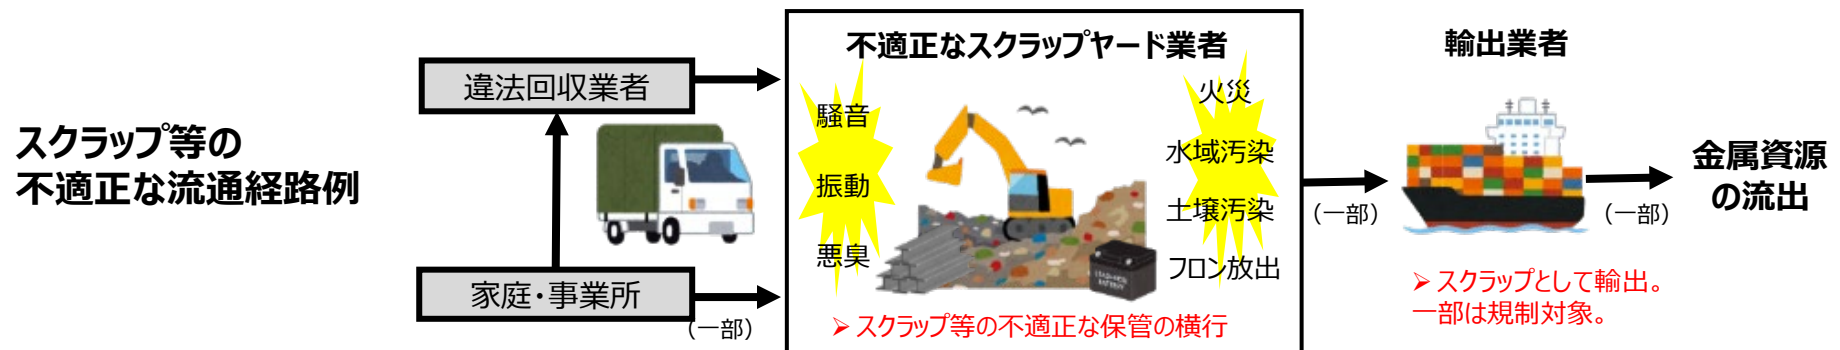 スクラップ等の
不適正な流通経路例
違法回収業者
家庭・事業所
（一部）
不適正なスクラップヤード業者
騒音
振動
悪臭
火災
水域汚染
土壌汚染
フロン放出
➢ スクラップ等の不適正な保管の横行
（一部）
輸出業者
➢ スクラップとして輸出。
一部は規制対象。
（一部）
金属資源
の流出